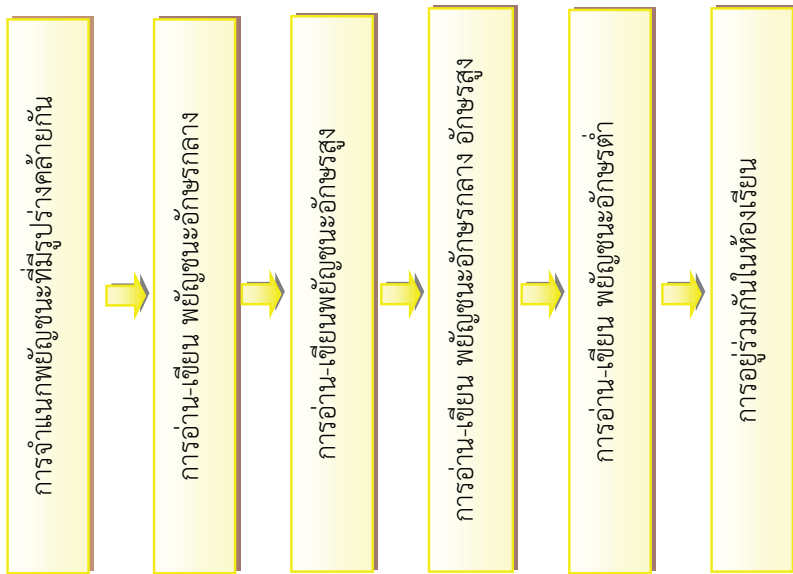 การจำแนกพยัญชนะที่มีรูปร่างคล้ายกัน
การอ่าน-เขียน พยัญชนะอักษรกลาง
การอ่าน-เขียนพยัญชนะอักษรสูง
การอ่าน-เขียน พยัญชนะอักษรกลาง อักษรสูง
การอ่าน-เขียน พยัญชนะอักษรต่ำ
การอยู่ร่วมกันในห้องเรียน